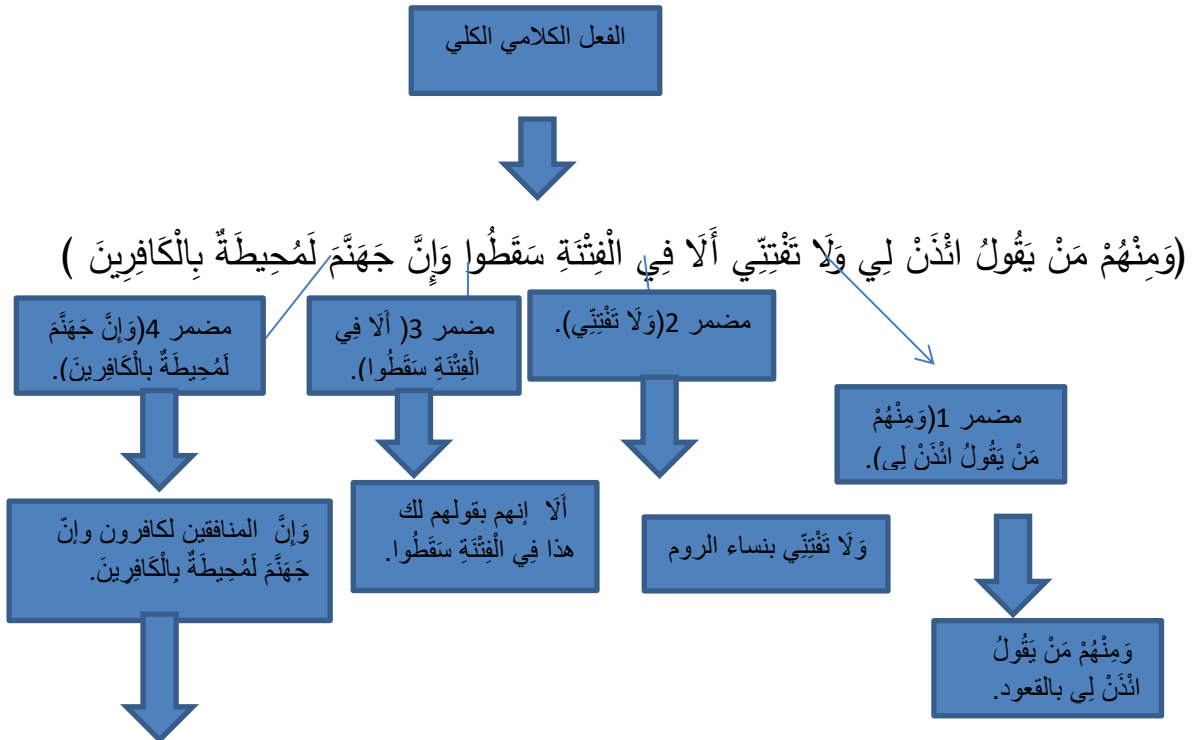 الفعل الكلامي الكلي
(وَمِنْهُمْ مَنْ يَقُولُ ائْذَنْ لِي وَلَا تَفْتِنِّي أَلَا فِي الْفِتْنَةِ سَقَطُوا وَإِنَّ جَهَنَّمَ لَمُحِيطَةٌ بِالْكَافِرِينَ )
مضمر 1(وَمِنْهُمْ
مَنْ يَقُولُ ائْذَنْ لِي).
مضمر 2(وَلَا تَفْتِنِّي).
مضمر 3( أَلَا فِي
الْفِتْنَةِ سَقَطُوا).
مضمر 4(وَإِنَّ جَهَنَّمَ
لَمُحِيطَةٌ بِالْكَافِرِينَ).
وَمِنْهُمْ مَنْ يَقُولُ
ائْذَنْ لِي بالقعود.
وَلَا تَفْتِنِّي بنساء الروم
أَلَا إنهم بقولهم لك
هذا فِي الْفِتْنَةِ سَقَطُوا.
وَإِنَّ المنافقين لكافرون وإنّ
جَهَنَّمَ لَمُحِيطَةٌ بِالْكَافِرِينَ.